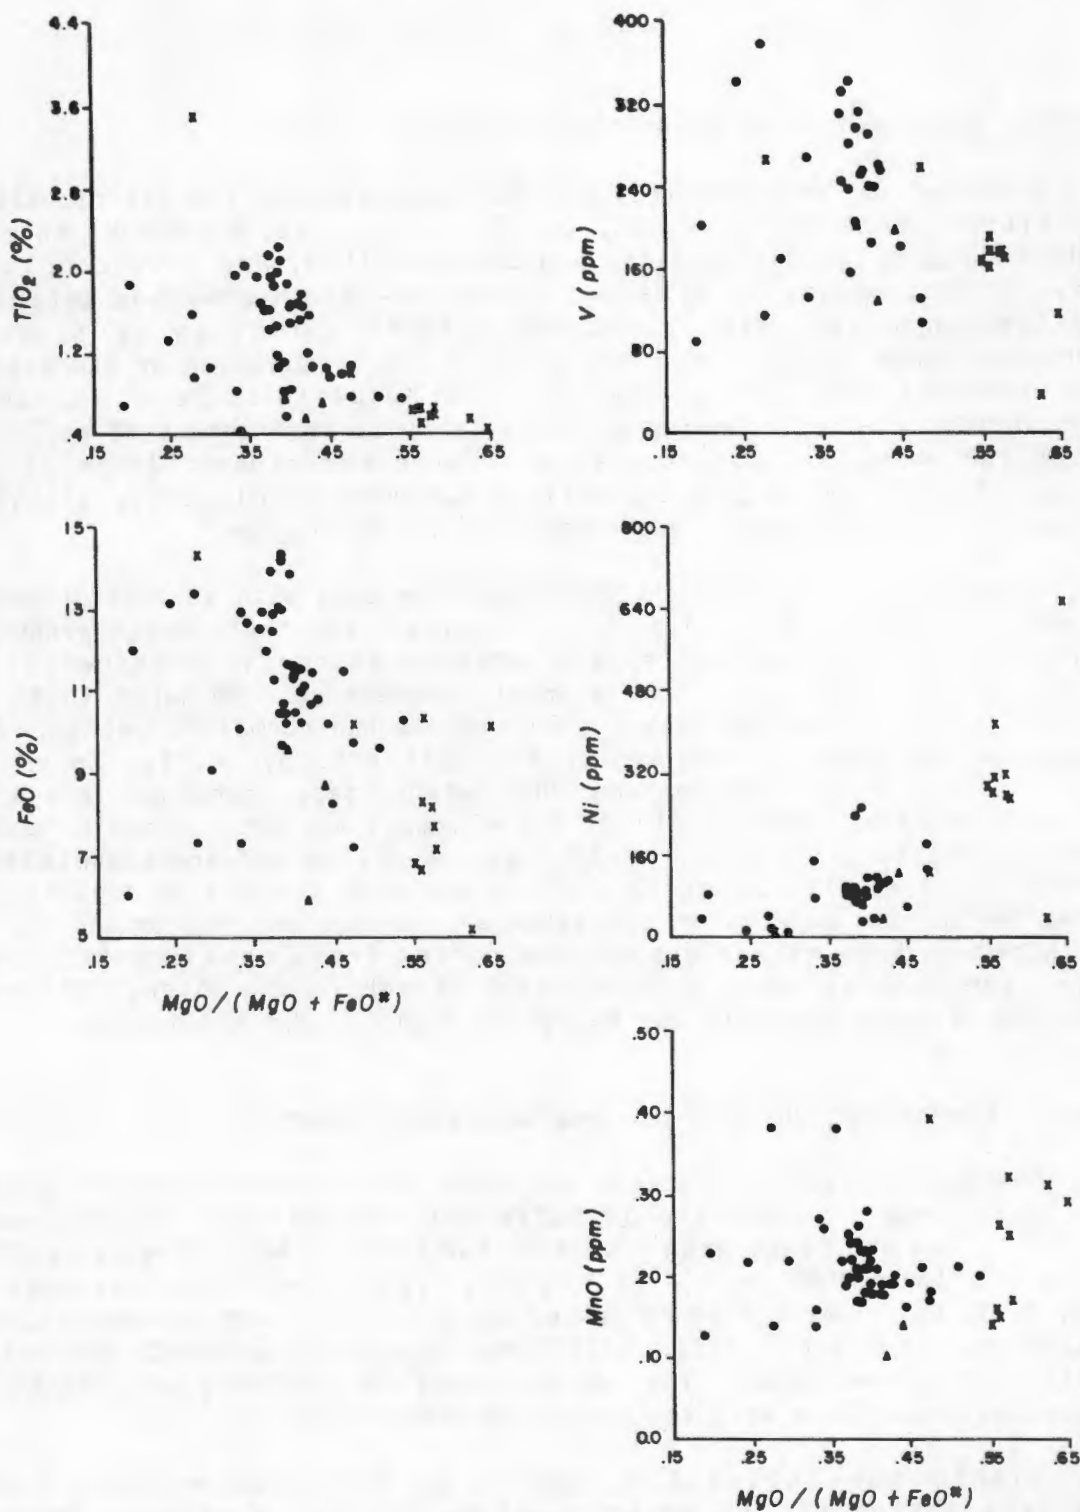 4.4
3.6
2.8
2.0
1.2
.4
TiO2 (%)
.15 .25 .35 .45 .55 .65
400
320
240
160
80
0
V (ppm)
.15 .25 .35 .45 .55 .65
15
13
11
9
7
5
FeO (%)
.15 .25 .35 .45 .55 .65
MgO/(MgO + FeO*)
800
640
480
320
160
0
Ni (ppm)
.15 .25 .35 .45 .55 .65
.50
.40
.30
.20
.10
0.0
MnO (ppm)
.15 .25 .35 .45 .55 .65
MgO/(MgO + FeO*)